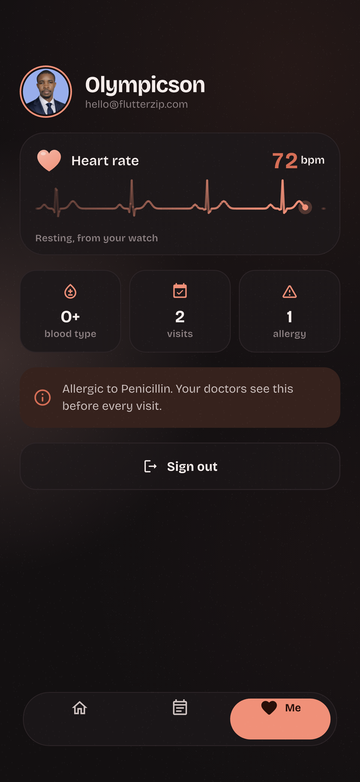 Olympicson
hello@flutterzip.com
Heart rate
72 bpm
Resting, from your watch
O+
2
1
blood type
visits
allergy
Allergic to Penicillin. Your doctors see this
before every visit.
Sign out
Me